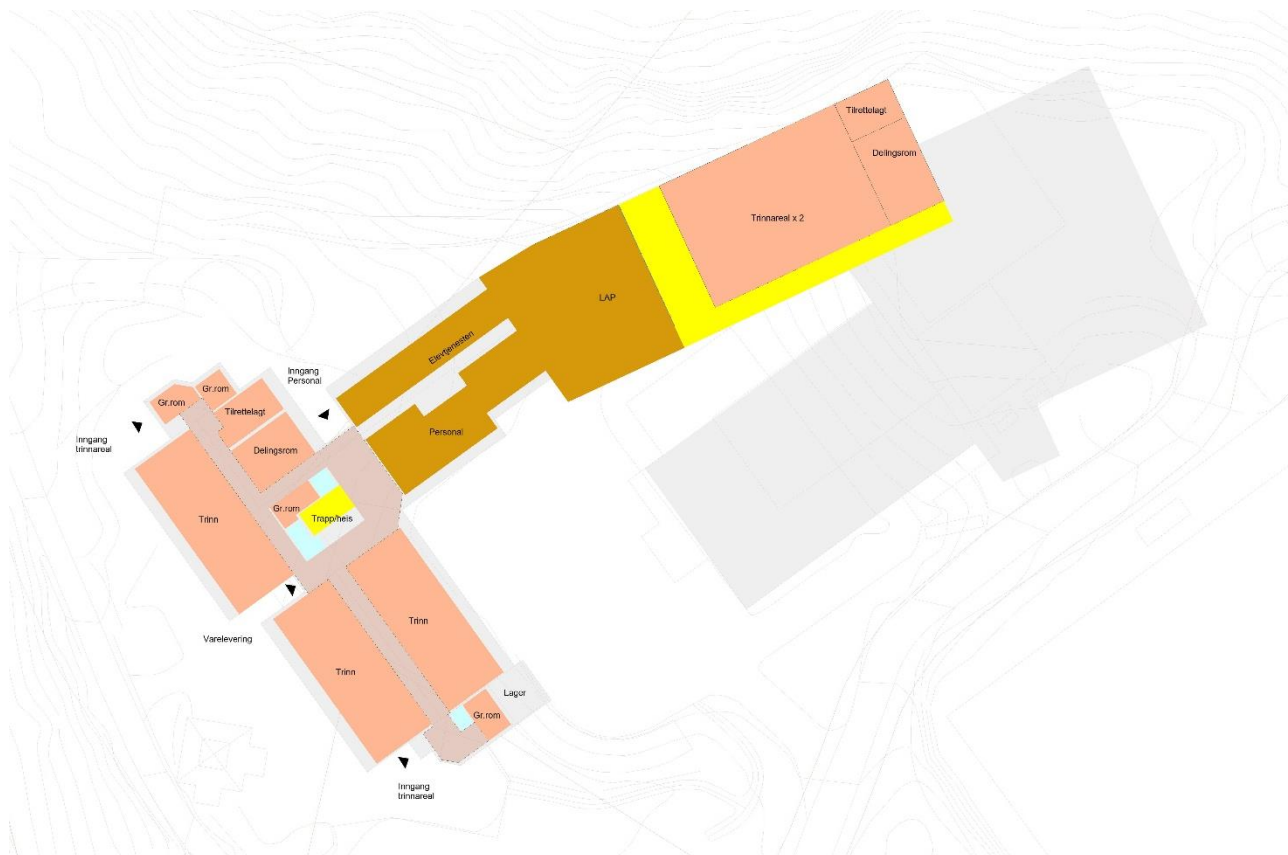 Tilrettelagt
Delingsrom
Trinnareal x 2
LAP
Elevtjenesten
Inngang
Personal
Gr.rom
Gr.rom
Tilrettelagt
Personal
Inngang
trinnareal
Delingsrom
Gr.rom
Trapp/heis
Trinn
Trinn
Varelevering
Trinn
Lager
Gr.rom
Inngang
trinnareal